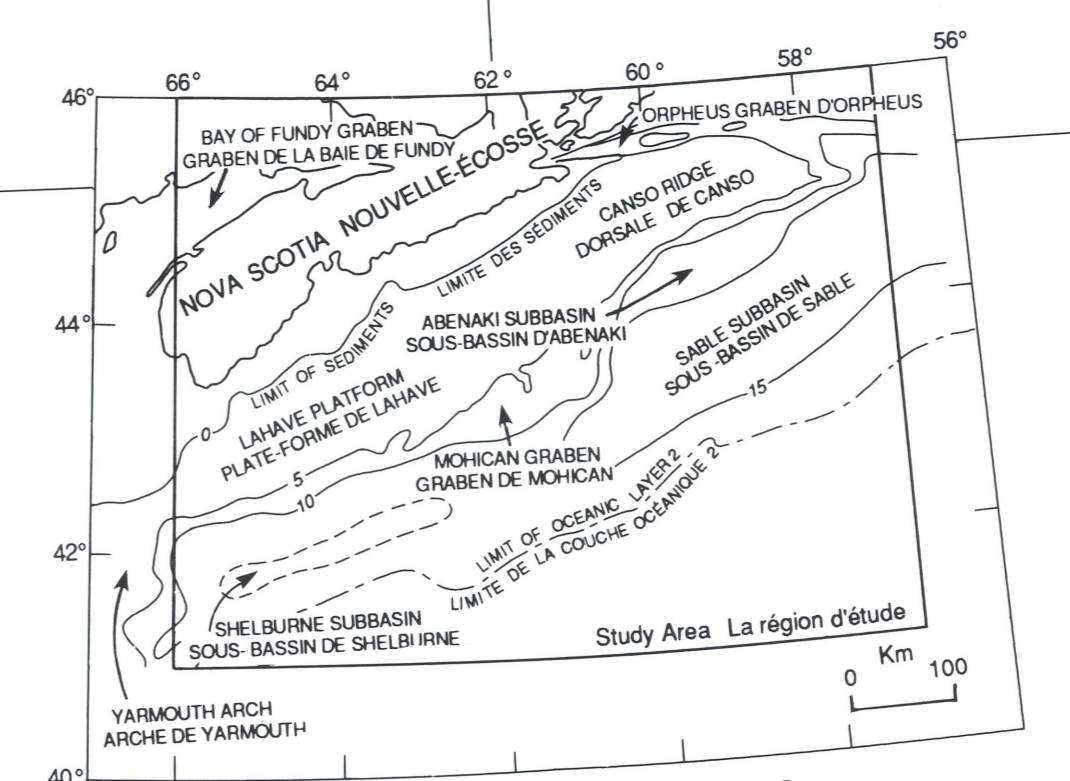 56°
58°
60°
62°
64°
66°
46°
ORPHEUS GRABEN D'ORPHEUS
BAY OF FUNDY GRABEN
GRABEN DE LA BAIE DE FUNDY
NOVA SCOTIA NOUVELLE-ÉCOSSE
CANSO RIDGE
DORSALE DE CANSO
LIMITE DES SÉDIMENTS
44°
ABENAKI SUBBASIN
SOUS-BASSIN D'ABENAKI
SABLE SUBBASIN
SOUS-BASSIN DE SABLE
LIMIT OF SEDIMENTS
LAHAVE PLATFORM
PLATE-FORME DE LAHAVE
0
15
5
10
MOHICAN GRABEN
GRABEN DE MOHICAN
LIMIT OF OCEANIC LAYER 2
LIMITE DE LA COUCHE OCÉANIQUE 2
42°
SHELBURNE SUBBASIN
SOUS-BASSIN DE SHELBURNE
Study Area La région d'étude
Km
0 100
YARMOUTH ARCH
ARCHE DE YARMOUTH
40°